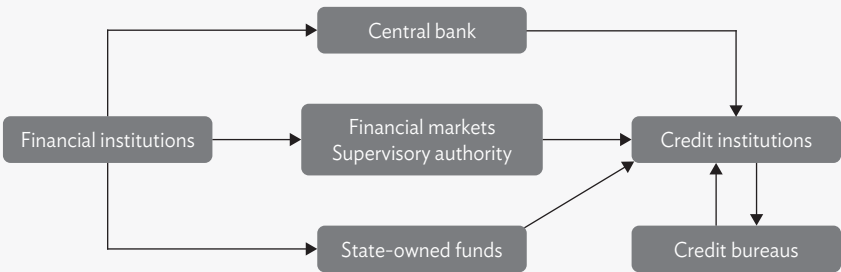 Central bank
Financial institutions
Financial markets
Supervisory authority
Credit institutions
State-owned funds
Credit bureaus